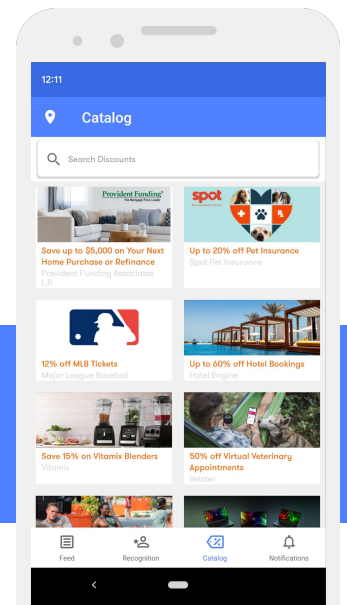 12:11
Catalog
Search Discounts
Provident Funding
The Mortgage Price Leader
spot
Rx
Save up to $5,000 on Your Next
Home Purchase or Refinance
Provident Funding Associates
L.P.
Up to 20% off Pet Insurance
Spot Pet Insurance
12% off MLB Tickets
Major League Baseball
Up to 60% off Hotel Bookings
Hotel Engine
Save 15% on Vitamix Blenders
Vitamix
50% off Virtual Veterinary
Appointments
Vetster
Feed
Recognition
Catalog
Notifications